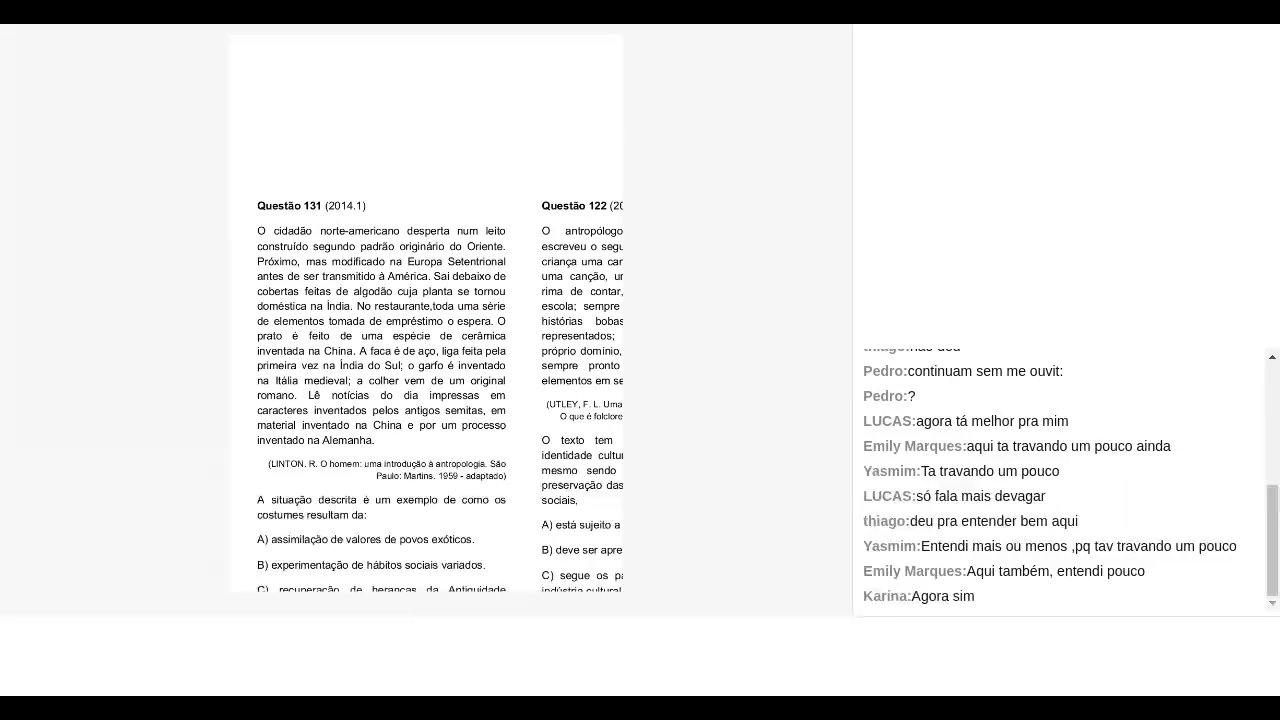 Questão 131 (2014.1)
O cidadão norte-americano desperta num leito
construído segundo padrão originário do Oriente.
Próximo, mas modificado na Europa Setentrional
antes de ser transmitido à América. Sai debaixo de
cobertas feitas de algodão cuja planta se tornou
doméstica na Índia. No restaurante,toda uma série
de elementos tomada de empréstimo o espera. O
prato é feito de uma espécie de cerâmica
inventada na China. A faca é de aço, liga feita pela
primeira vez na Índia do Sul; o garfo é inventado
na Itália medieval; a colher vem de um original
romano. Lê notícias do dia impressas em
caracteres inventados pelos antigos semitas, em
material inventado na China e por um processo
inventado na Alemanha.
(LINTON. R. O homem: uma introdução à antropologia. São
Paulo: Martins. 1959 - adaptado)
A situação descrita é um exemplo de como os
costumes resultam da:
A) assimilação de valores de povos exóticos.
B) experimentação de hábitos sociais variados.
C) recuperação de heranças da Antiguidade
Questão 122 (20
O antropólogo
escreveu o segu
criança uma car
uma canção, ur
rima de contar,
escola; sempre
histórias bobas
representados;
próprio domínio,
sempre pronto
elementos em se
(UTLEY, F. L. Uma
O que é folclore
O texto tem
identidade cultur
mesmo sendo
preservação das
sociais,
A) está sujeito a
B) deve ser apre
C) segue os pa
indústria cultural
thiago:não deu
Pedro:continuam sem me ouvit:
Pedro:?
LUCAS:agora tá melhor pra mim
Emily Marques:aqui ta travando um pouco ainda
Yasmim:Ta travando um pouco
LUCAS:só fala mais devagar
thiago:deu pra entender bem aqui
Yasmim:Entendi mais ou menos ,pq tav travando um pouco
Emily Marques:Aqui também, entendi pouco
Karina:Agora sim